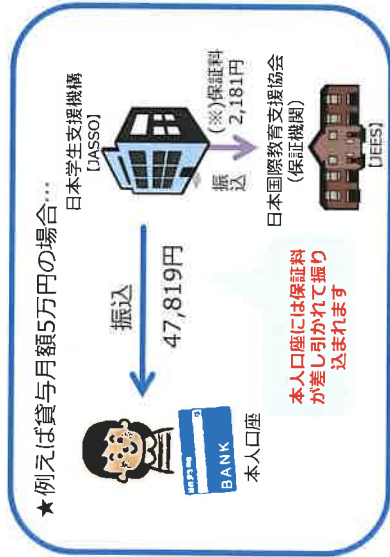 ★例えば貸与月額5万円の場合…
日本学生支援機構
【JASSO】
振込
47,819円
(※)保証料
2,181円
振
込
BANK
本人口座
本人口座には保証料
が差し引かれて振り
込まれます
日本国際教育支援協会
(保証機関)
【JEES】